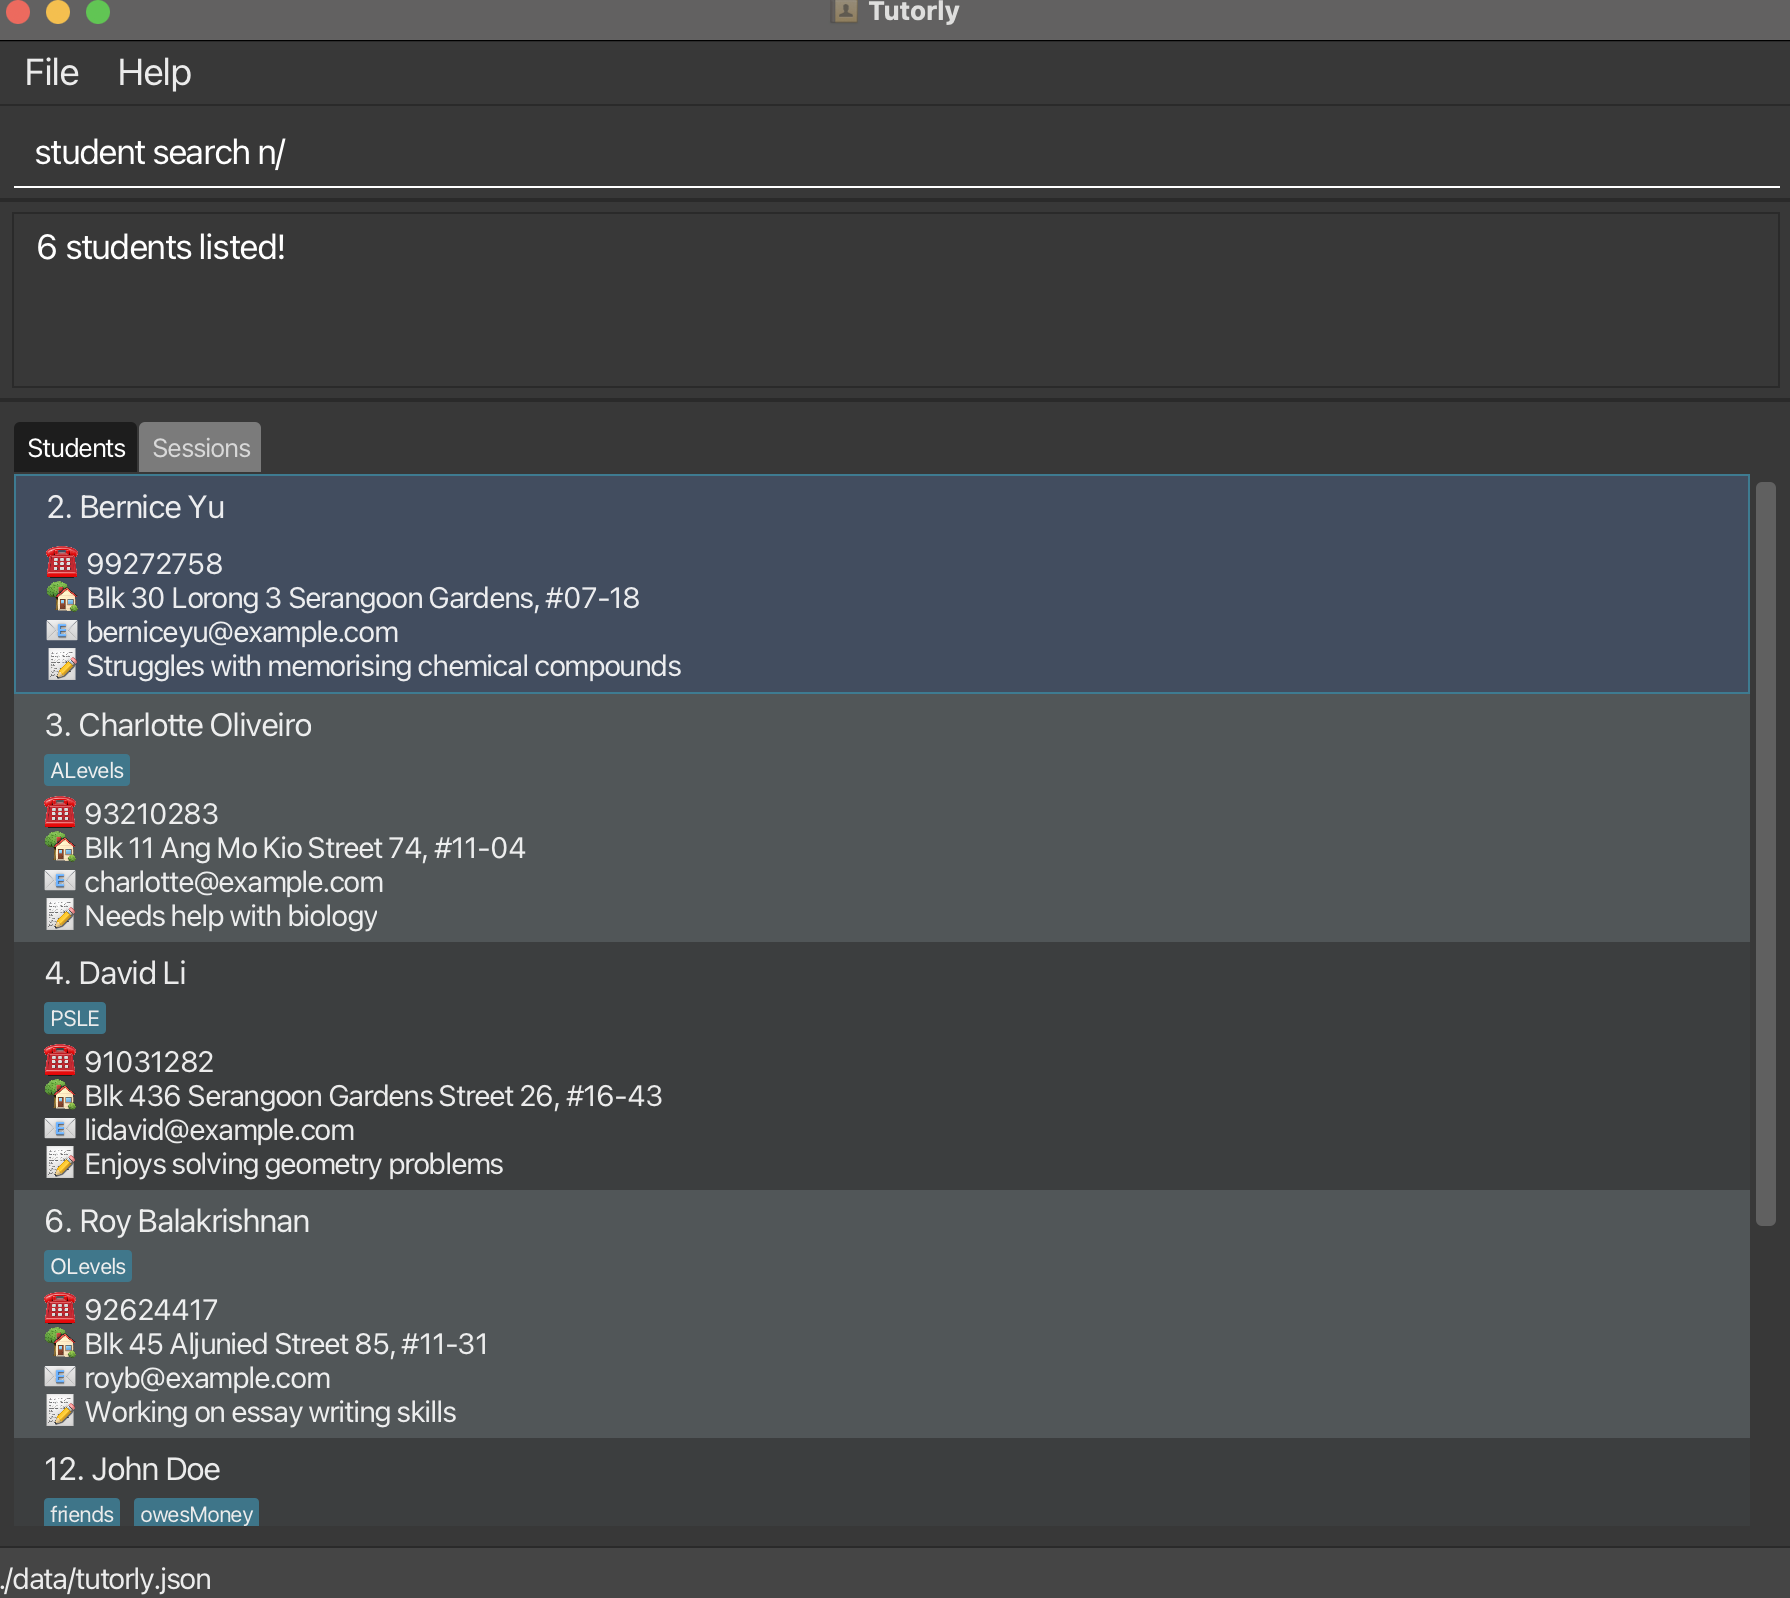 Tutorly
File Help
student search n/
6 students listed!
Students Sessions
2. Bernice Yu
99272758
Blk 30 Lorong 3 Serangoon Gardens, #07-18
berniceyu@example.com
Struggles with memorising chemical compounds
3. Charlotte Oliveiro
ALevels
93210283
Blk 11 Ang Mo Kio Street 74, #11-04
charlotte@example.com
Needs help with biology
4. David Li
PSLE
91031282
Blk 436 Serangoon Gardens Street 26, #16-43
lidavid@example.com
Enjoys solving geometry problems
6. Roy Balakrishnan
OLevels
92624417
Blk 45 Aljunied Street 85, #11-31
royb@example.com
Working on essay writing skills
12. John Doe
friends owesMoney
./data/tutorly.json